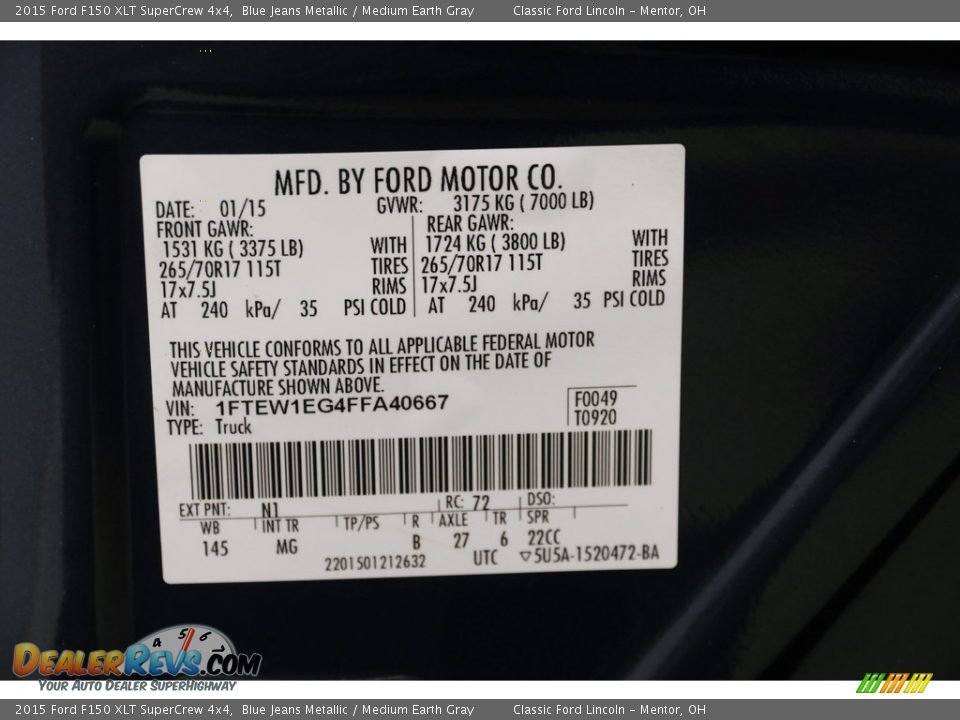 2015 Ford F150 XLT SuperCrew 4x4, Blue Jeans Metallic / Medium Earth Gray Classic Ford Lincoln - Mentor, OH
MFD. BY FORD MOTOR CO.
DATE: 01/15 GVWR: 3175 KG ( 7000 LB)
FRONT GAWR: REAR GAWR:
1531 KG ( 3375 LB) WITH 1724 KG ( 3800 LB) WITH
265/70R17 115T TIRES 265/70R17 115T TIRES
17x7.5J RIMS 17x7.5J RIMS
AT 240 kPa/ 35 PSI COLD AT 240 kPa/ 35 PSI COLD
THIS VEHICLE CONFORMS TO ALL APPLICABLE FEDERAL MOTOR
VEHICLE SAFETY STANDARDS IN EFFECT ON THE DATE OF
MANUFACTURE SHOWN ABOVE.
VIN: 1FTEW1EG4FFA40667 F0049
TYPE: Truck T0920
EXT PNT: N1 RC: 72 DSO:
WB INT TR TP/PS R AXLE TR SPR
145 MG B 27 6 22CC
2201501212632 UTC ▽5U5A-1520472-BA
4 5 6
DEALERREVS.COM
YOUR AUTO DEALER SUPERHIGHWAY
2015 Ford F150 XLT SuperCrew 4x4, Blue Jeans Metallic / Medium Earth Gray Classic Ford Lincoln - Mentor, OH